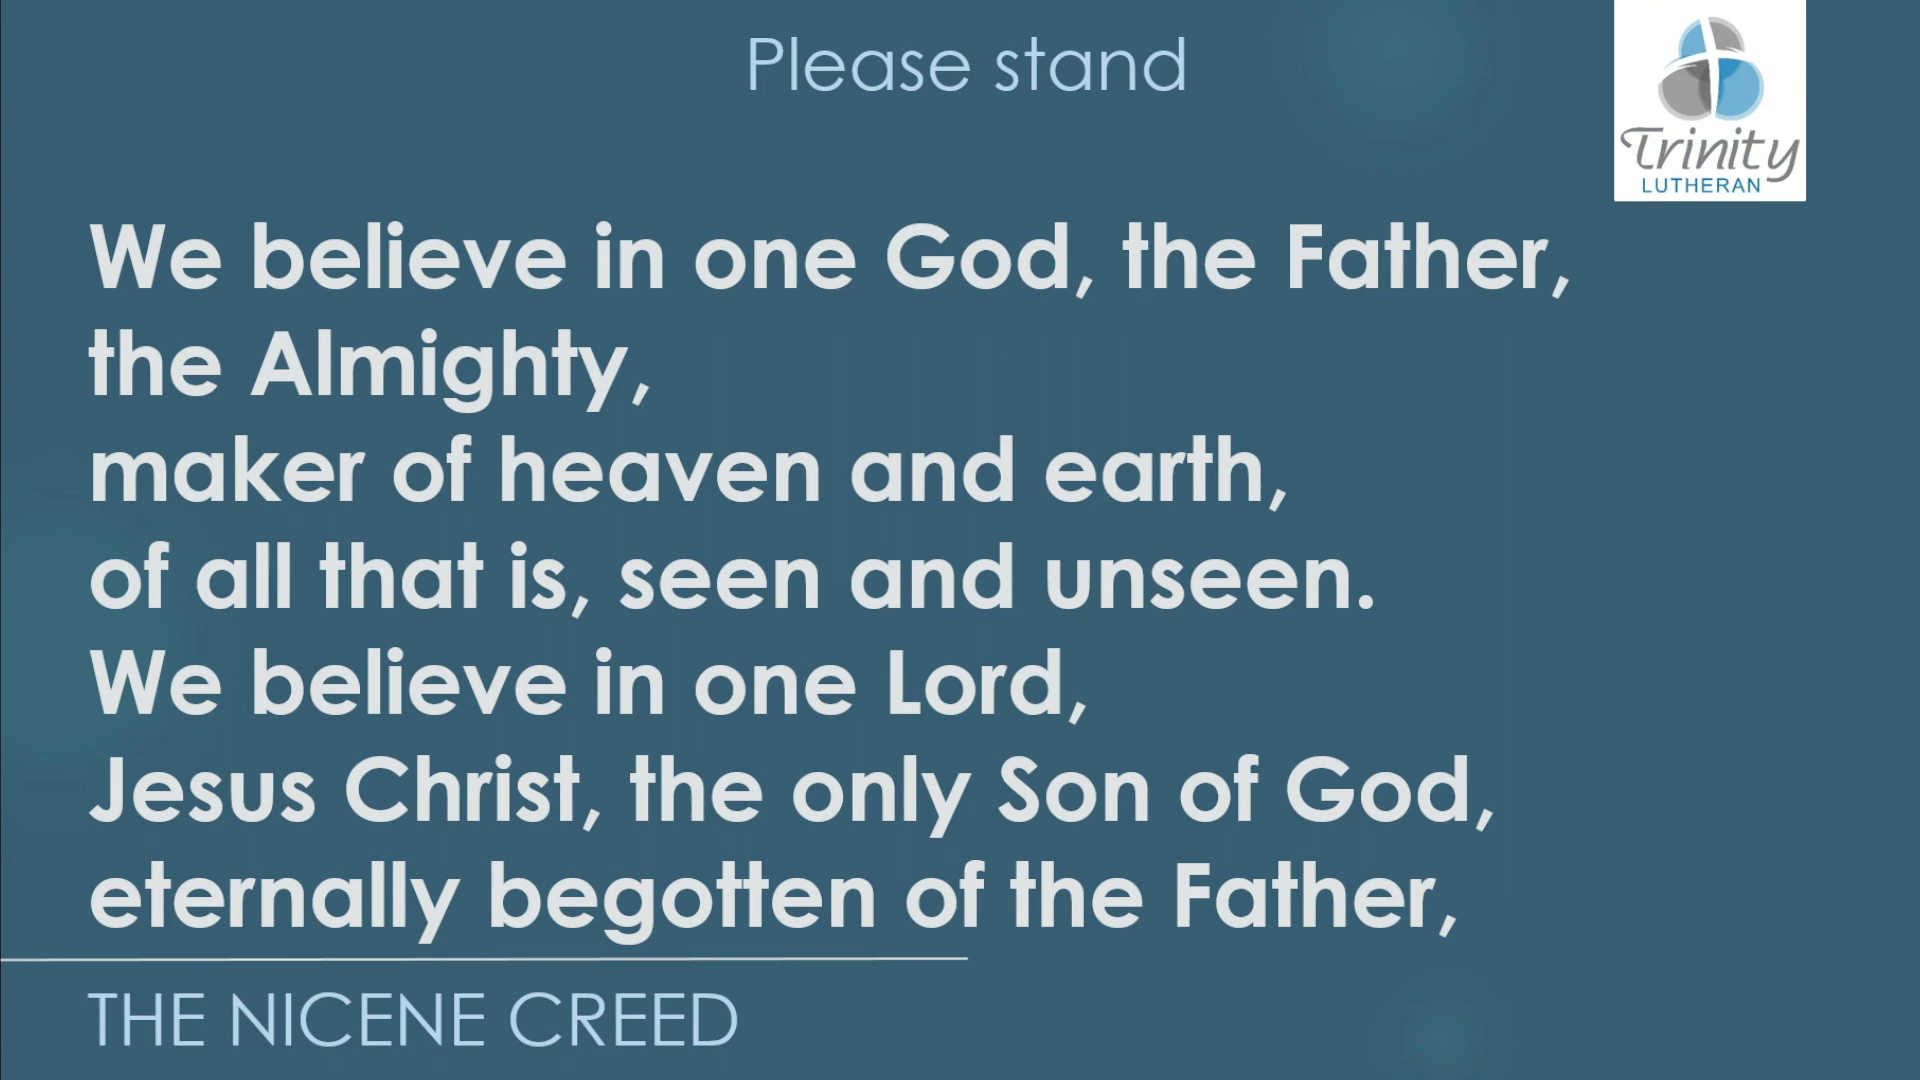 Please stand
Trinity
LUTHERAN
We believe in one God, the Father,
the Almighty,
maker of heaven and earth,
of all that is, seen and unseen.
We believe in one Lord,
Jesus Christ, the only Son of God,
eternally begotten of the Father,
THE NICENE CREED